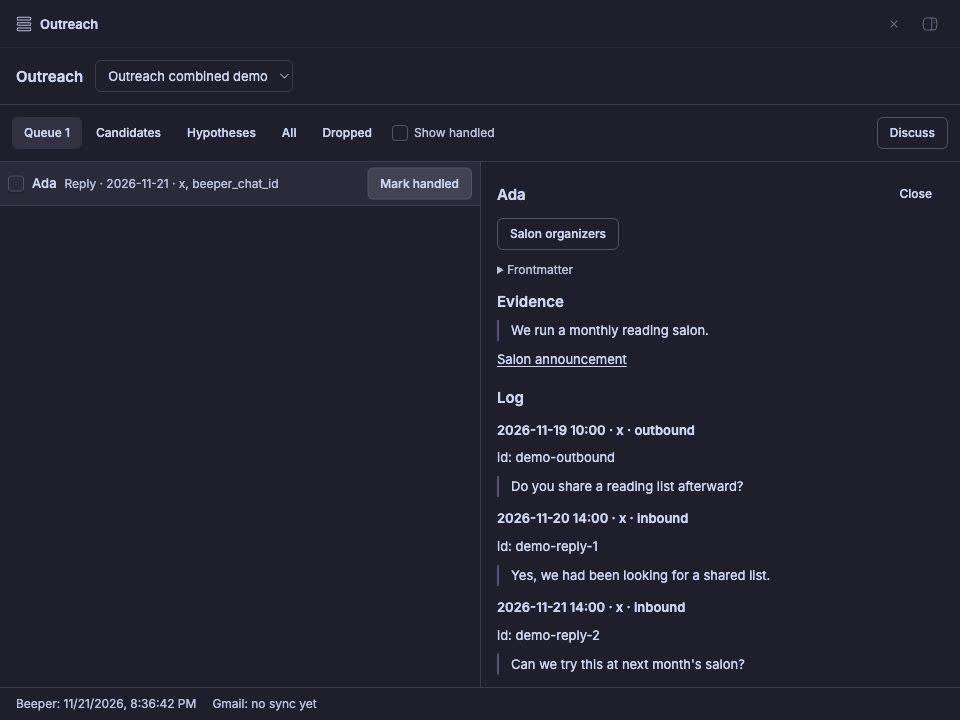 Outreach
Outreach Outreach combined demo
Queue 1 Candidates Hypotheses All Dropped Show handled Discuss
Ada Reply · 2026-11-21 · x, beeper_chat_id Mark handled
Ada Close
Salon organizers
Frontmatter
Evidence
We run a monthly reading salon.
Salon announcement
Log
2026-11-19 10:00 · x · outbound
id: demo-outbound
Do you share a reading list afterward?
2026-11-20 14:00 · x · inbound
id: demo-reply-1
Yes, we had been looking for a shared list.
2026-11-21 14:00 · x · inbound
id: demo-reply-2
Can we try this at next month's salon?
Beeper: 11/21/2026, 8:36:42 PM Gmail: no sync yet